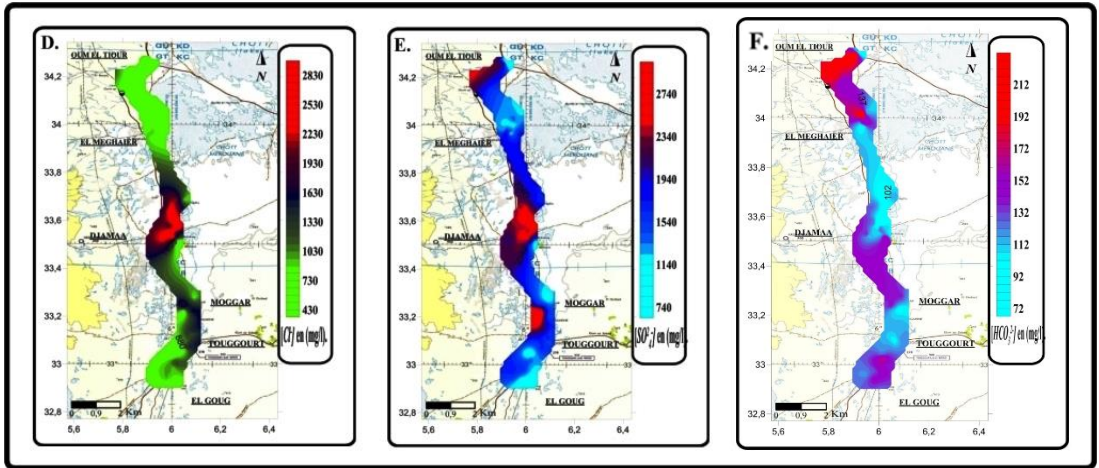 D.
OUM EL TIOUR
N
34,2
34
EL MEGHAIER
33,8
33,6
DJAMAA
33,4
MOGGAR
33,2
TOUGGOURT
33
EL GOUG
32,8
0 0,9 2 Km
5,6 5,8 6 6,2 6,4
2830
2530
2230
1930
1630
1330
1030
730
430
[Cl-] en (mg/l).
E.
OUM EL TIOUR
N
34,2
34
EL MEGHAIER
33,8
33,6
DJAMAA
33,4
MOGGAR
33,2
TOUGGOURT
33
EL GOUG
32,8
0 0,9 2 Km
5,6 5,8 6 6,2 6,4
2740
2340
1940
1540
1140
740
F.
OUM EL TIOUR
N
34,2
34
EL MEGHAIER
33,8
102
33,6
DJAMAA
33,4
MOGGAR
33,2
TOUGGOURT
33
EL GOUG
32,8
0 0,9 2 Km
5,6 5,8 6 6,2 6,4
212
192
172
152
132
112
92
72